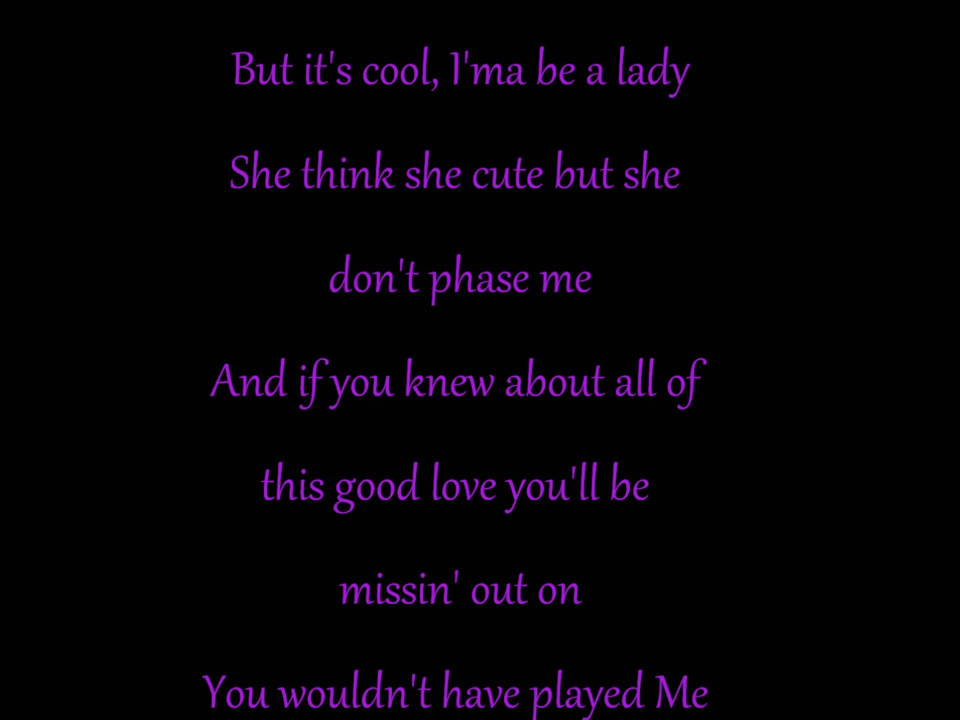 But it's cool, I'ma be a lady
She think she cute but she
don't phase me
And if you knew about all of
this good love you'll be
missin' out on
You wouldn't have played Me